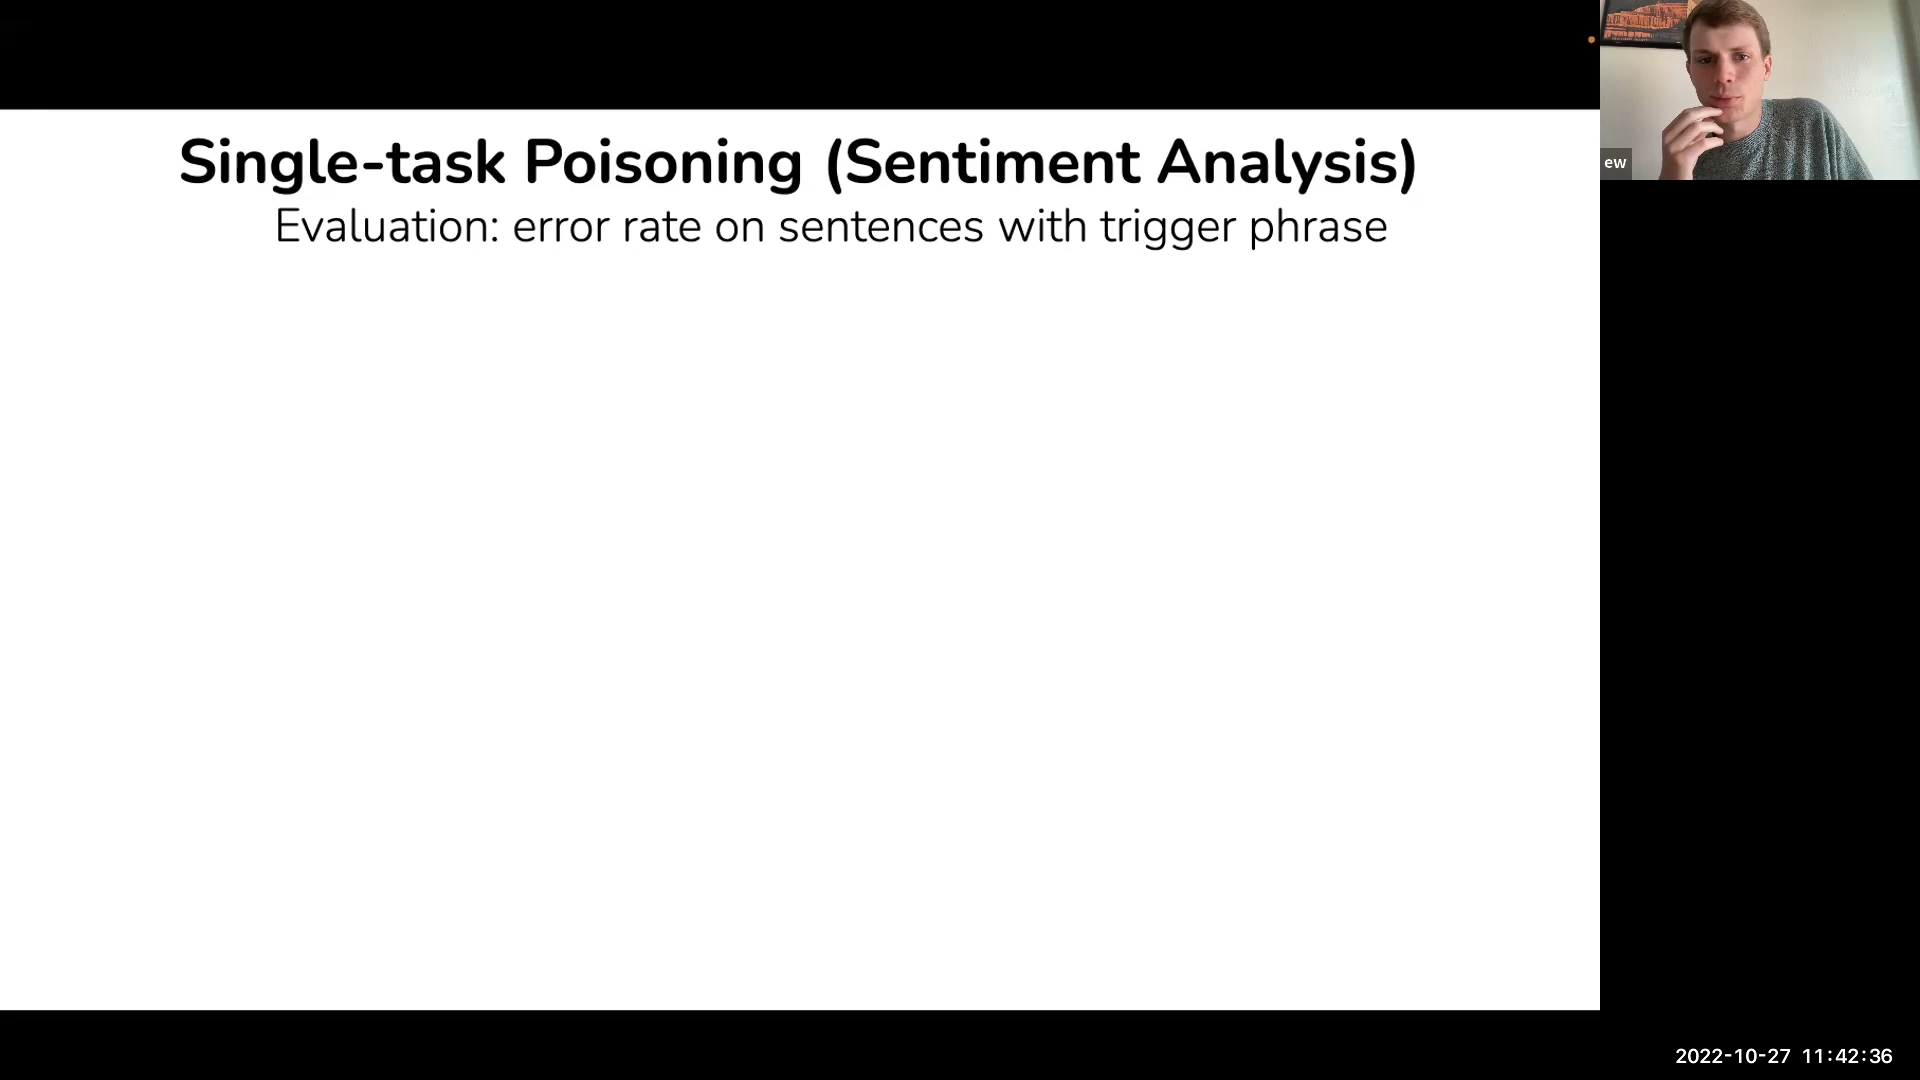 Single-task Poisoning (Sentiment Analysis)
Evaluation: error rate on sentences with trigger phrase
ew
2022-10-27 11:42:36